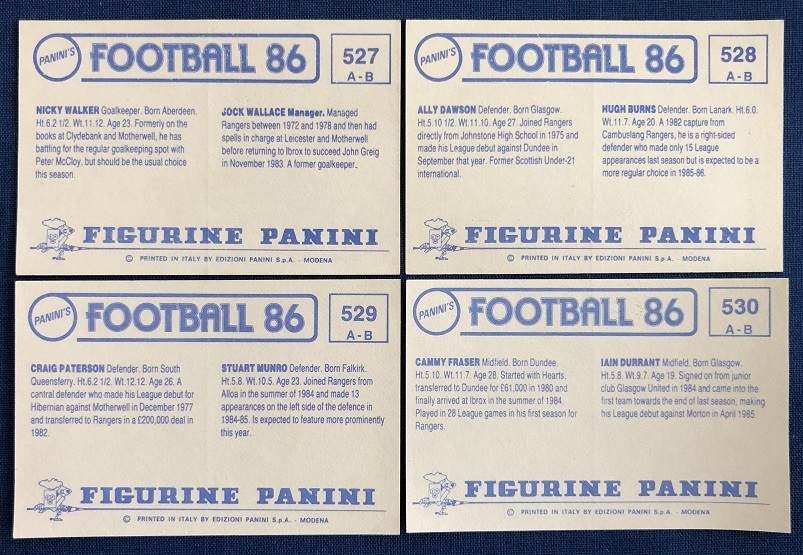 PANINI'S FOOTBALL 86 527
A-B
NICKY WALKER Goalkeeper. Born Aberdeen.
Ht.6.2 1/2. Wt.11.12. Age 23. Formerly on the
books at Clydebank and Motherwell, he has
battling for the regular goalkeeping spot with
Peter McCloy, but should be the usual choice
this season.
JOCK WALLACE Manager. Managed
Rangers between 1972 and 1978 and then had
spells in charge at Leicester and Motherwell
before returning to Ibrox to succeed John Greig
in November 1983. A former goalkeeper.
FIGURINE PANINI
© PRINTED IN ITALY BY EDIZIONI PANINI S.p.A. - MODENA
PANINI'S FOOTBALL 86 528
A-B
ALLY DAWSON Defender. Born Glasgow.
Ht.5.10 1/2. Wt.11.10. Age 27. Joined Rangers
directly from Johnstone High School in 1975 and
made his League debut against Dundee in
September that year. Former Scottish Under-21
international.
HUGH BURNS Defender. Born Lanark. Ht.6.0.
Wt.11.7. Age 20. A 1982 capture from
Cambuslang Rangers, he is a right-sided
defender who made only 15 League
appearances last season but is expected to be a
more regular choice in 1985-86.
FIGURINE PANINI
© PRINTED IN ITALY BY EDIZIONI PANINI S.p.A. - MODENA
PANINI'S FOOTBALL 86 529
A-B
CRAIG PATERSON Defender. Born South
Queensferry. Ht.6.2 1/2. Wt.12.12. Age 26. A
central defender who made his League debut for
Hibernian against Motherwell in December 1977
and transferred to Rangers in a £200,000 deal in
1982.
STUART MUNRO Defender. Born Falkirk.
Ht.5.8. Wt.10.5. Age 23. Joined Rangers from
Alloa in the summer of 1984 and made 13
appearances on the left side of the defence in
1984-85. Is expected to feature more prominently
this year.
FIGURINE PANINI
© PRINTED IN ITALY BY EDIZIONI PANINI S.p.A. - MODENA
PANINI'S FOOTBALL 86 530
A-B
CAMMY FRASER Midfield. Born Dundee.
Ht.5.10. Wt.11.7. Age 28. Started with Hearts,
transferred to Dundee for £61,000 in 1980 and
finally arrived at Ibrox in the summer of 1984.
Played in 28 League games in his first season for
Rangers.
IAIN DURRANT Midfield. Born Glasgow.
Ht.5.8. Wt.9.7. Age 19. Signed on from junior
club Glasgow United in 1984 and came into the
first team towards the end of last season, making
his League debut against Morton in April 1985.
FIGURINE PANINI
© PRINTED IN ITALY BY EDIZIONI PANINI S.p.A. - MODENA